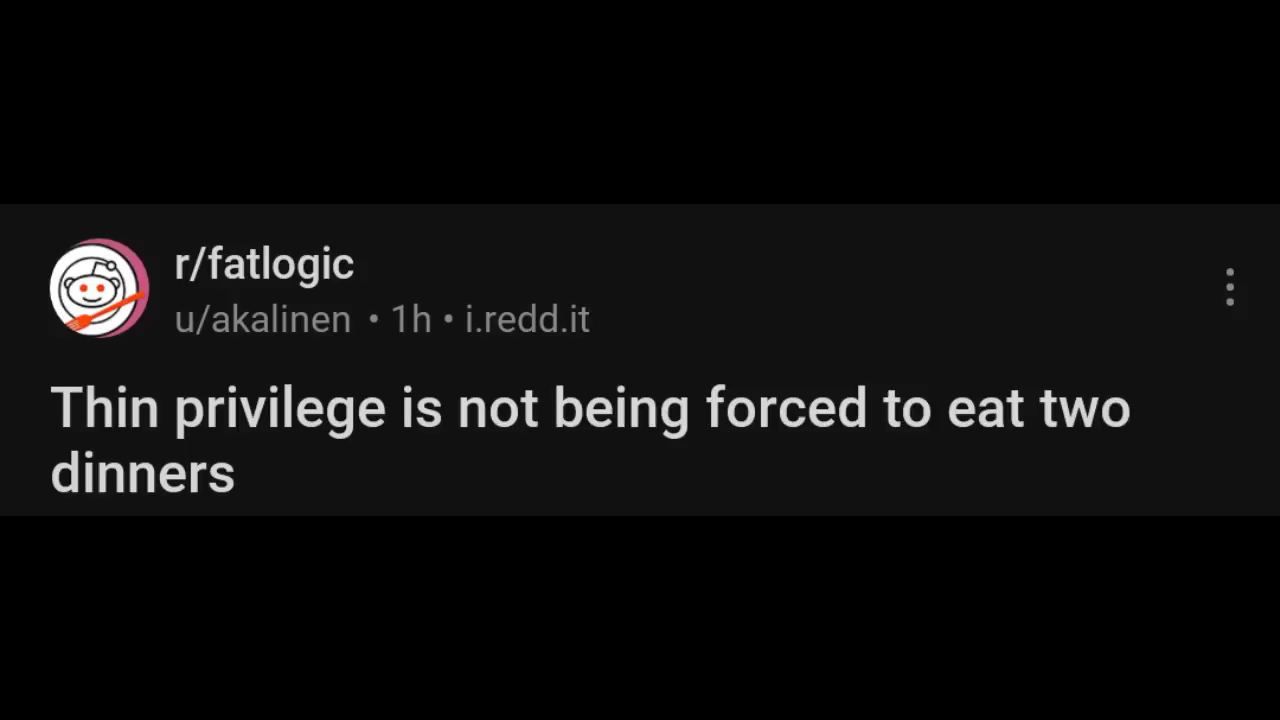 r/fatlogic
u/akalinen • 1h • i.redd.it
Thin privilege is not being forced to eat two
dinners